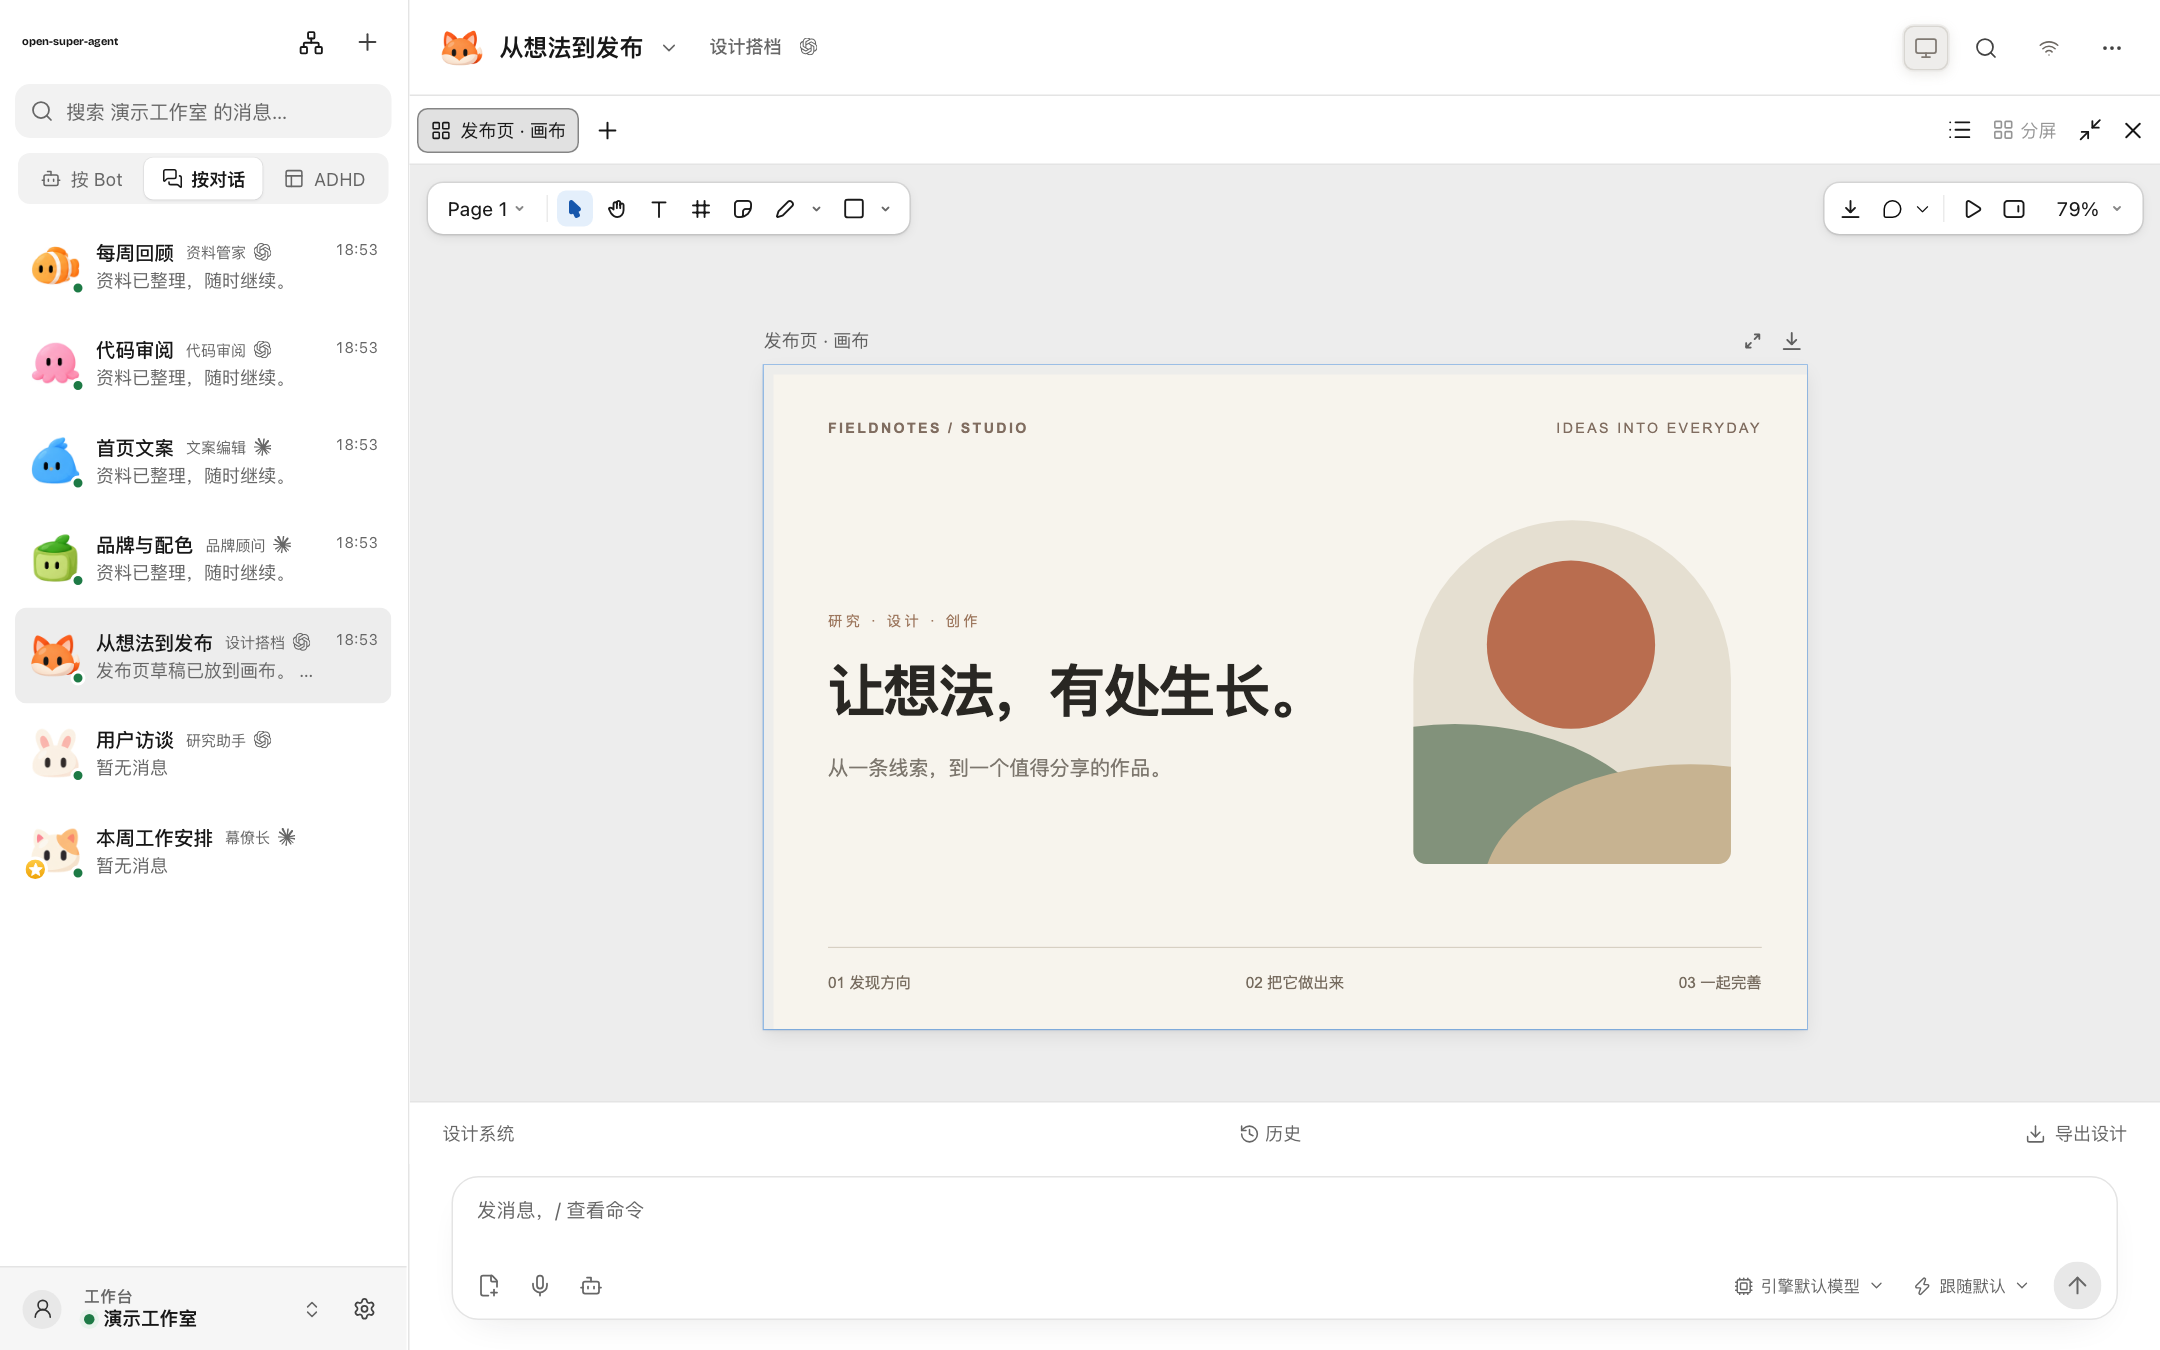 open-super-agent
搜索 演示工作室 的消息...
按 Bot
按对话
ADHD
每周回顾 资料管家 18:53
资料已整理，随时继续。
代码审阅 代码审阅 18:53
资料已整理，随时继续。
首页文案 文案编辑 18:53
资料已整理，随时继续。
品牌与配色 品牌顾问 18:53
资料已整理，随时继续。
从想法到发布 设计搭档 18:53
发布页草稿已放到画布。 ...
用户访谈 研究助手
暂无消息
本周工作安排 幕僚长
暂无消息
工作台
演示工作室
从想法到发布 设计搭档
发布页 · 画布
分屏
Page 1
79%
发布页 · 画布
FIELDNOTES / STUDIO
IDEAS INTO EVERYDAY
研究 · 设计 · 创作
让想法，有处生长。
从一条线索，到一个值得分享的作品。
01 发现方向
02 把它做出来
03 一起完善
设计系统
历史
导出设计
发消息，/ 查看命令
引擎默认模型
跟随默认